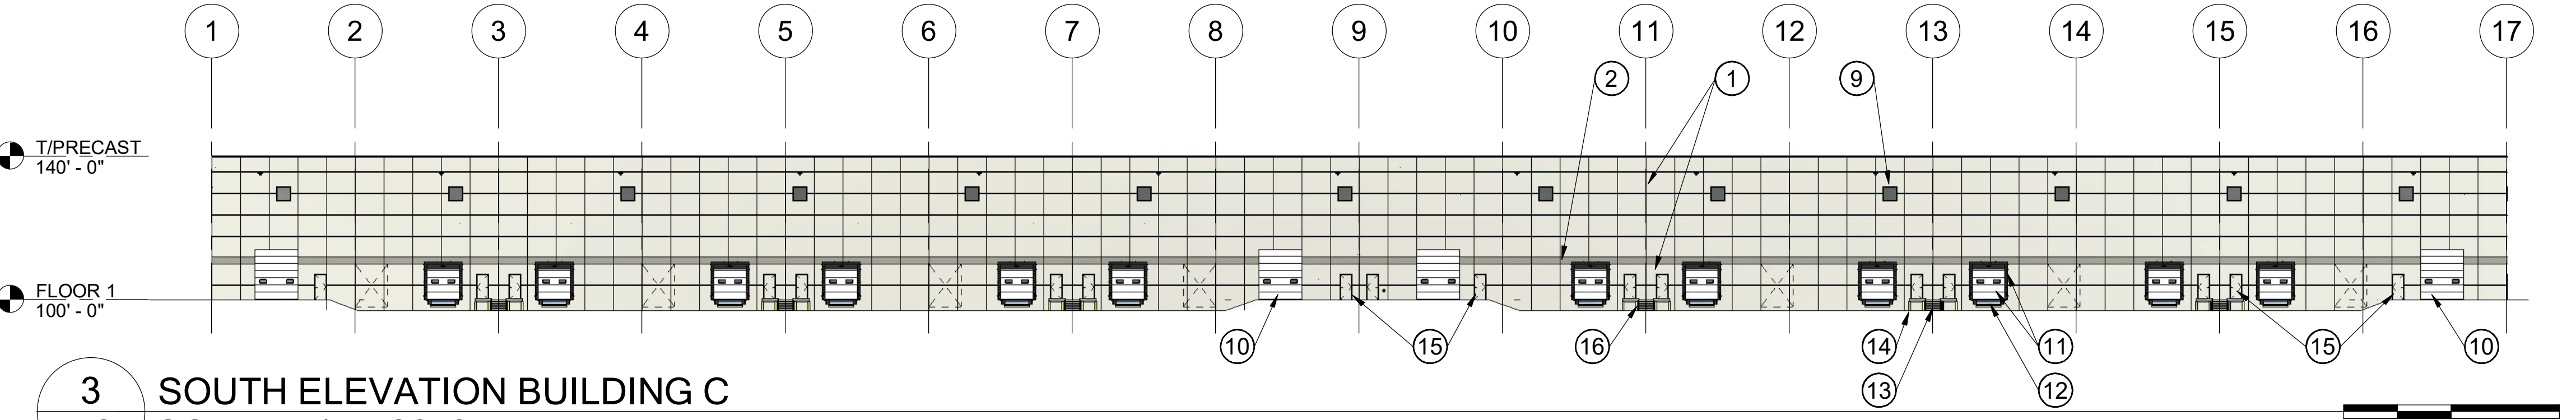 1 2 3 4 5 6 7 8 9 10 11 12 13 14 15 16 17
2 1 9
T/PRECAST
140' - 0"
FLOOR 1
100' - 0"
10 15 16 14 11 15 10
13 12
3 SOUTH ELEVATION BUILDING C